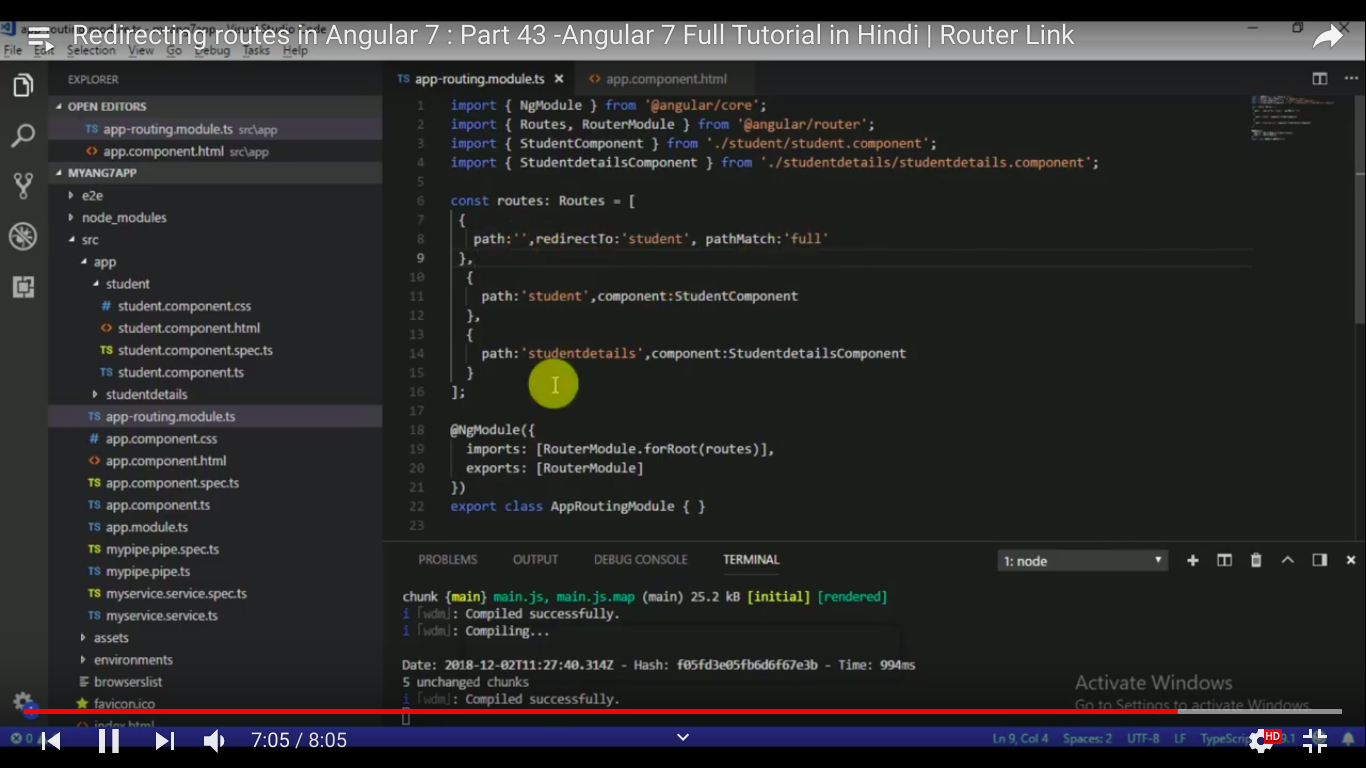 Redirecting routes in Angular 7 : Part 43 -Angular 7 Full Tutorial in Hindi | Router Link
File Edit Selection View Go Debug Tasks Help
EXPLORER
OPEN EDITORS
TS app-routing.module.ts src\app
<> app.component.html src\app
MYANG7APP
e2e
node_modules
src
app
student
# student.component.css
<> student.component.html
TS student.component.spec.ts
TS student.component.ts
studentdetails
TS app-routing.module.ts
# app.component.css
<> app.component.html
TS app.component.spec.ts
TS app.component.ts
TS app.module.ts
TS mypipe.pipe.spec.ts
TS mypipe.pipe.ts
TS myservice.service.spec.ts
TS myservice.service.ts
assets
environments
browserslist
favicon.ico
<> index.html
TS app-routing.module.ts ×
<> app.component.html
1 import { NgModule } from '@angular/core';
2 import { Routes, RouterModule } from '@angular/router';
3 import { StudentComponent } from './student/student.component';
4 import { StudentdetailsComponent } from './studentdetails/studentdetails.component';
5
6 const routes: Routes = [
7 {
8 path:'',redirectTo:'student', pathMatch:'full'
9 },
10 {
11 path:'student',component:StudentComponent
12 },
13 {
14 path:'studentdetails',component:StudentdetailsComponent
15 }
16 ];
17
18 @NgModule({
19 imports: [RouterModule.forRoot(routes)],
20 exports: [RouterModule]
21 })
22 export class AppRoutingModule { }
23
PROBLEMS OUTPUT DEBUG CONSOLE TERMINAL 1: node
chunk {main} main.js, main.js.map (main) 25.2 kB [initial] [rendered]
i ｢wdm｣: Compiled successfully.
i ｢wdm｣: Compiling...
Date: 2018-12-02T11:27:40.314Z - Hash: f05fd3e05fb6d6f67e3b - Time: 994ms
5 unchanged chunks
i ｢wdm｣: Compiled successfully.
Activate Windows
Go to Settings to activate Windows.
0
7:05 / 8:05
Ln 9, Col 4 Spaces: 2 UTF-8 LF
HD